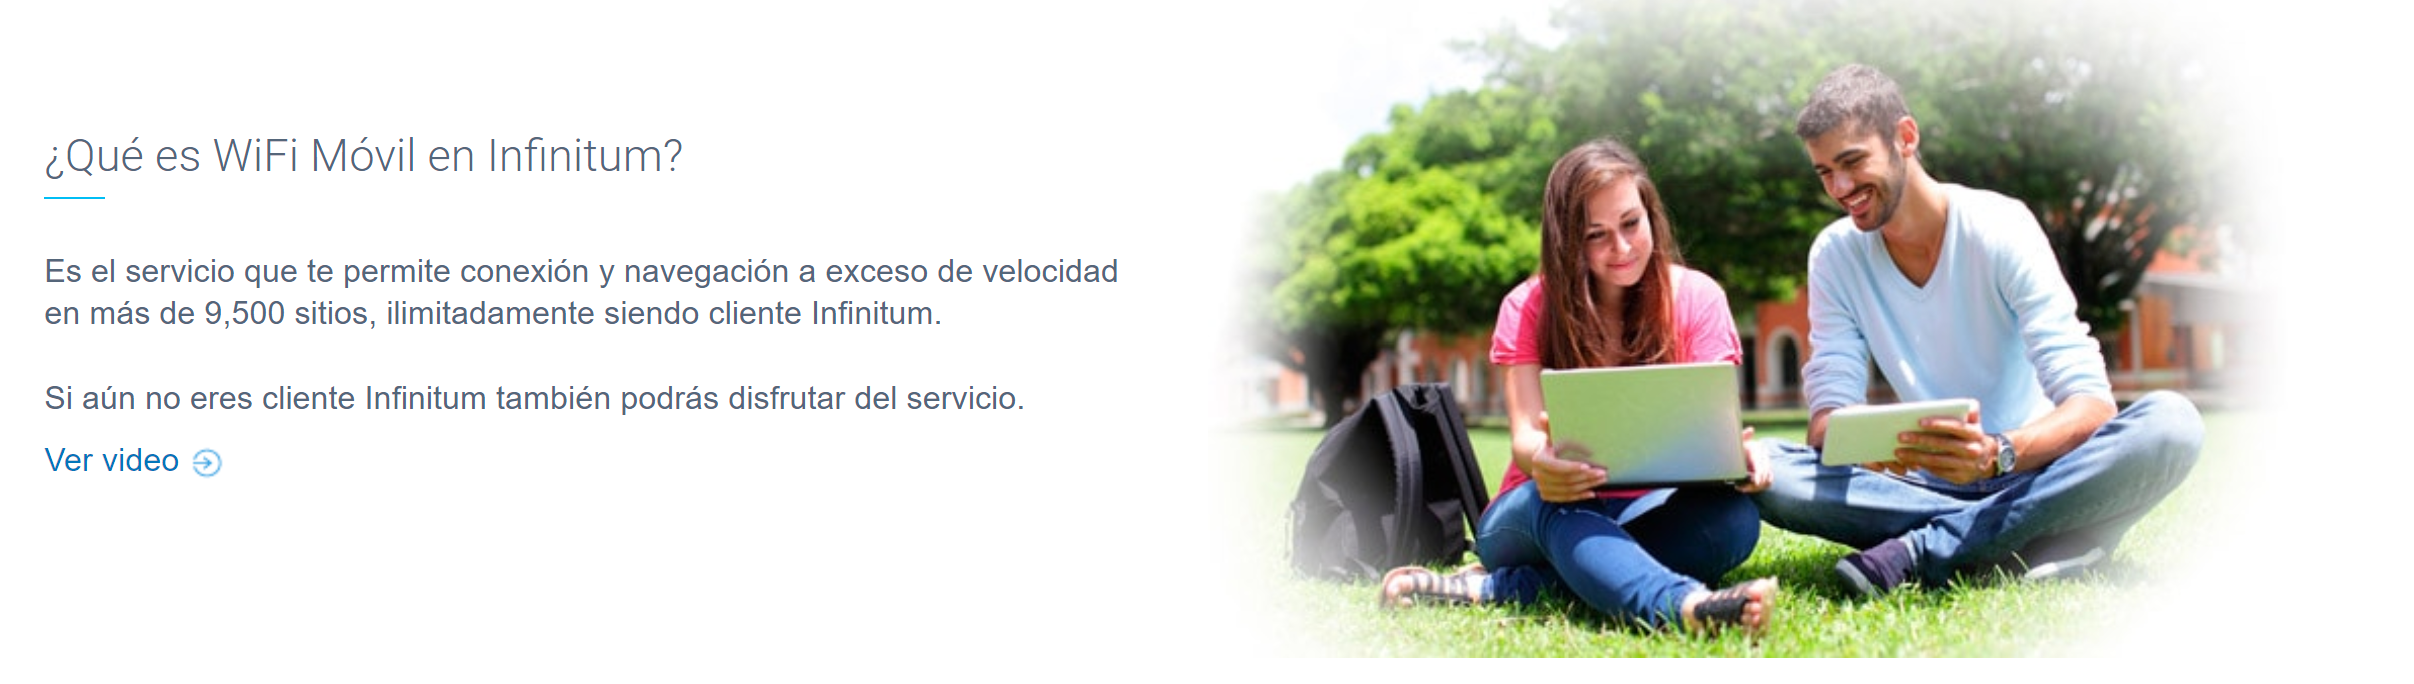 ¿Qué es WiFi Móvil en Infinitum?
Es el servicio que te permite conexión y navegación a exceso de velocidad
en más de 9,500 sitios, ilimitadamente siendo cliente Infinitum.
Si aún no eres cliente Infinitum también podrás disfrutar del servicio.
Ver video